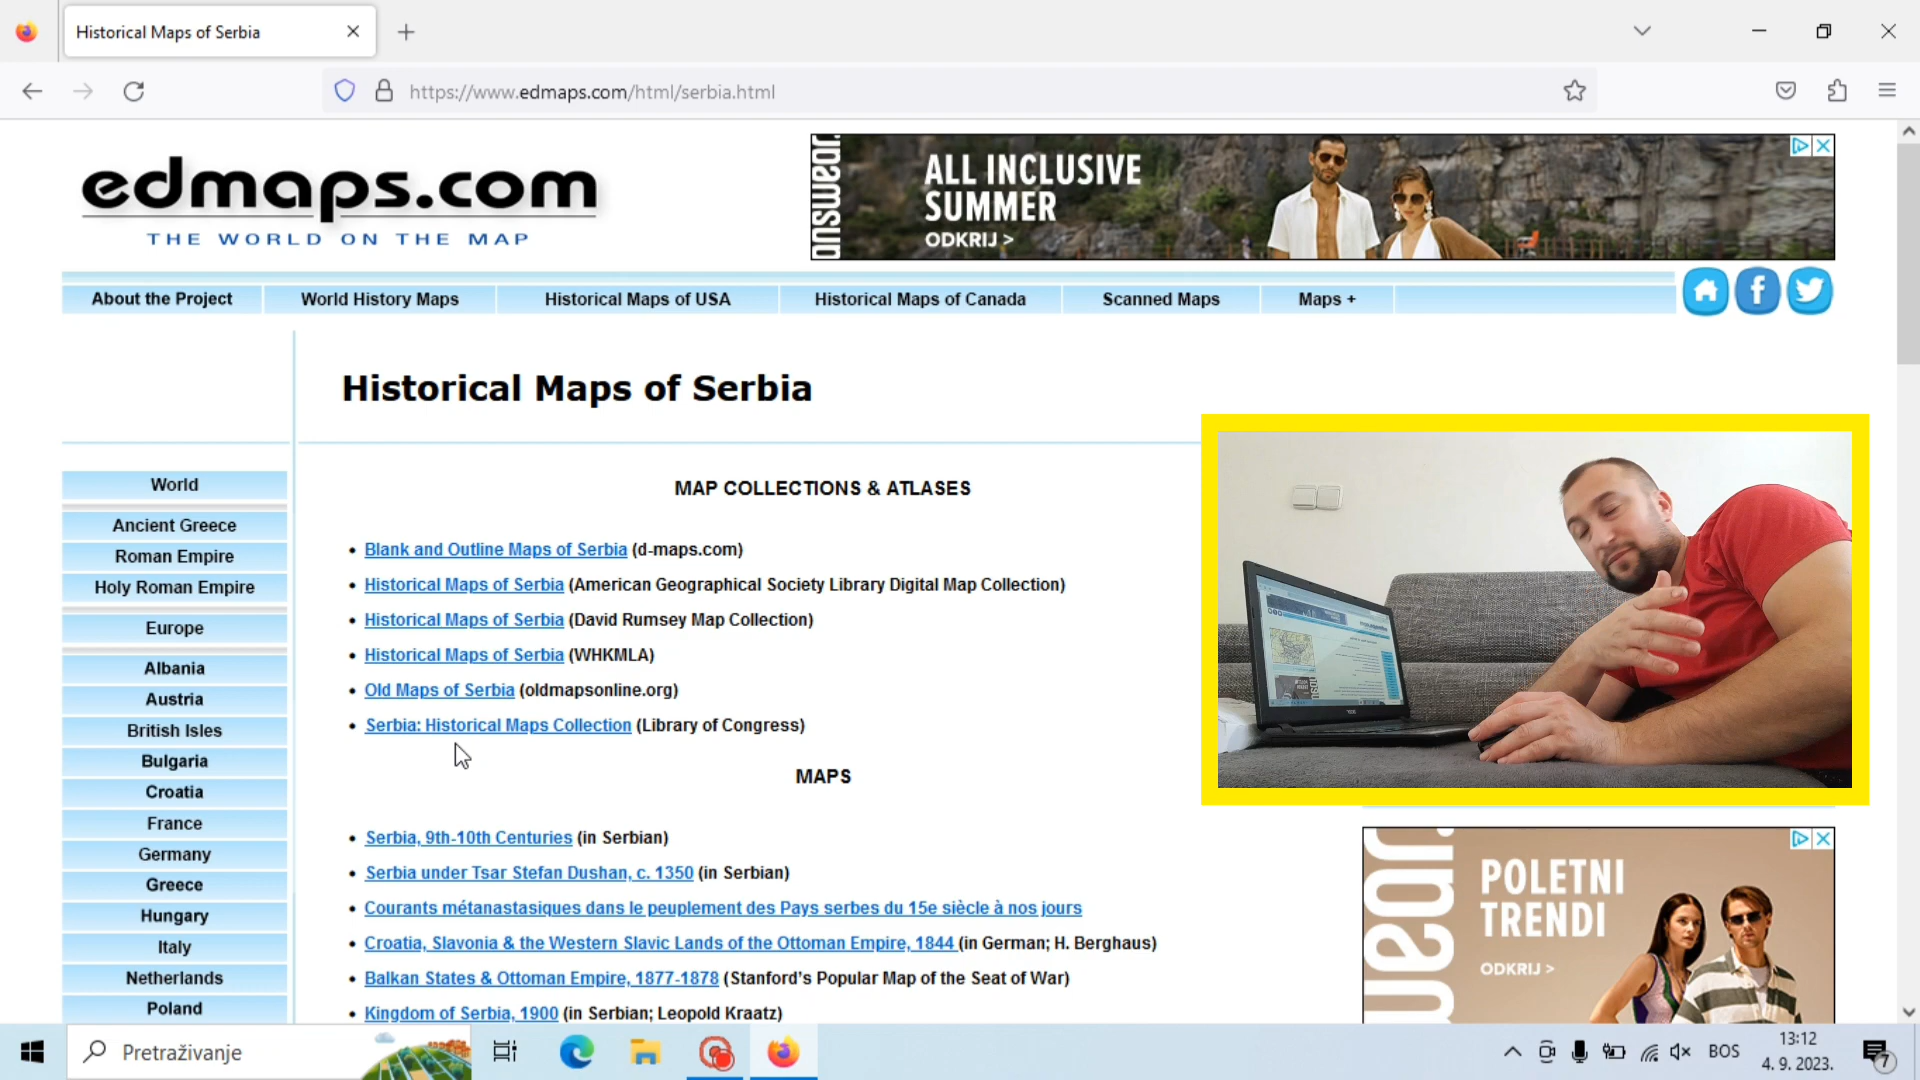 Historical Maps of Serbia
https://www.edmaps.com/html/serbia.html
edmaps.com
THE WORLD ON THE MAP
ALL INCLUSIVE
SUMMER
ODKRIJ >
About the Project
World History Maps
Historical Maps of USA
Historical Maps of Canada
Scanned Maps
Maps +
Historical Maps of Serbia
World
Ancient Greece
Roman Empire
Holy Roman Empire
Europe
Albania
Austria
British Isles
Bulgaria
Croatia
France
Germany
Greece
Hungary
Italy
Netherlands
Poland
MAP COLLECTIONS & ATLASES
• Blank and Outline Maps of Serbia (d-maps.com)
• Historical Maps of Serbia (American Geographical Society Library Digital Map Collection)
• Historical Maps of Serbia (David Rumsey Map Collection)
• Historical Maps of Serbia (WHKMLA)
• Old Maps of Serbia (oldmapsonline.org)
• Serbia: Historical Maps Collection (Library of Congress)
MAPS
• Serbia, 9th-10th Centuries (in Serbian)
• Serbia under Tsar Stefan Dushan, c. 1350 (in Serbian)
• Courants métanastasiques dans le peuplement des Pays serbes du 15e siècle à nos jours
• Croatia, Slavonia & the Western Slavic Lands of the Ottoman Empire, 1844 (in German; H. Berghaus)
• Balkan States & Ottoman Empire, 1877-1878 (Stanford's Popular Map of the Seat of War)
• Kingdom of Serbia, 1900 (in Serbian; Leopold Kraatz)
POLETNI
TRENDI
ODKRIJ >
Pretraživanje
BOS
13:12
4. 9. 2023.
7